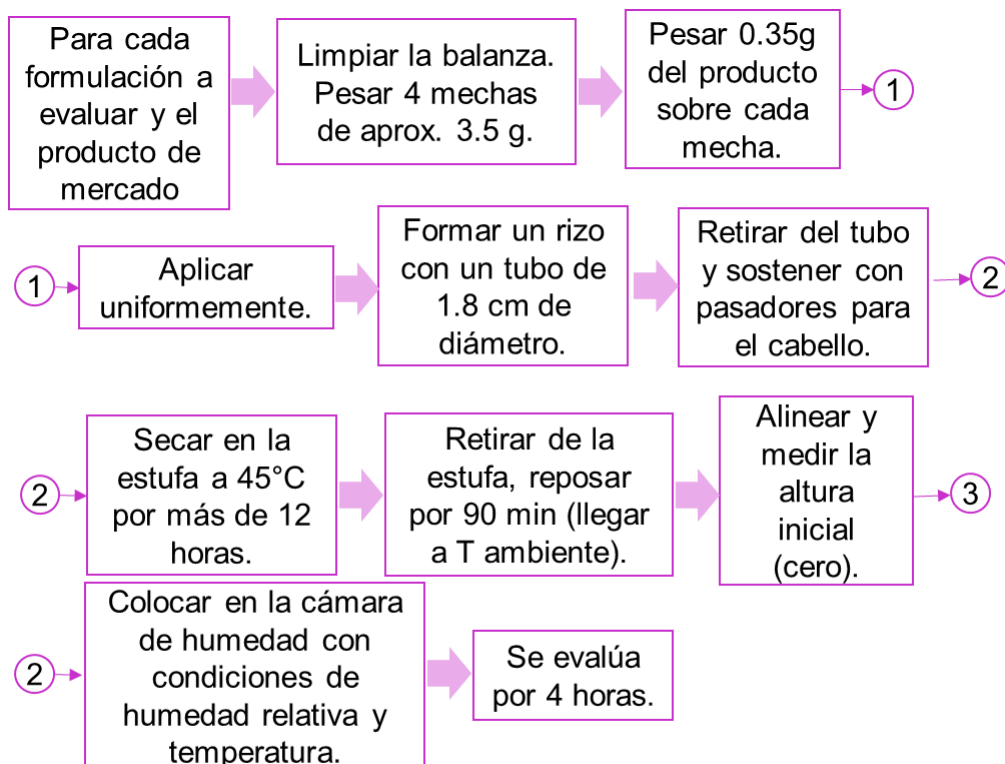 Para cada
formulación a
evaluar y el
producto de
mercado
Limpiar la balanza.
Pesar 4 mechas
de aprox. 3.5 g.
Pesar 0.35g
del producto
sobre cada
mecha.
1
1
Aplicar
uniformemente.
Formar un rizo
con un tubo de
1.8 cm de
diámetro.
Retirar del tubo
y sostener con
pasadores para
el cabello.
2
2
Secar en la
estufa a 45°C
por más de 12
horas.
Retirar de la
estufa, reposar
por 90 min (llegar
a T ambiente).
Alinear y
medir la
altura
inicial
(cero).
3
2
Colocar en la cámara
de humedad con
condiciones de
humedad relativa y
temperatura.
Se evalúa
por 4 horas.